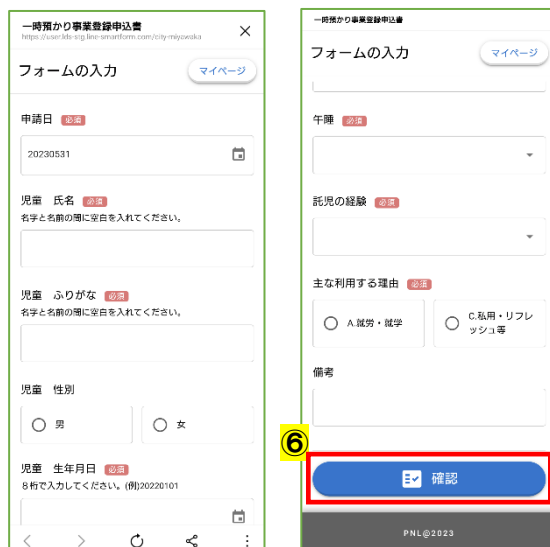 一時預かり事業登録申込書
https://user.lds-stg.line-smartform.com/city-miyawaka
フォームの入力
マイページ
申請日 必須
20230531
児童　氏名 必須
名字と名前の間に空白を入れてください。
児童　ふりがな 必須
名字と名前の間に空白を入れてください。
児童　性別
男
女
児童　生年月日 必須
8桁で入力してください。(例)20220101
一時預かり事業登録申込書
フォームの入力
マイページ
午睡 必須
託児の経験 必須
主な利用する理由 必須
A.就労・就学
C.私用・リフレ
ッシュ等
備考
⑥
確認
PNL@2023